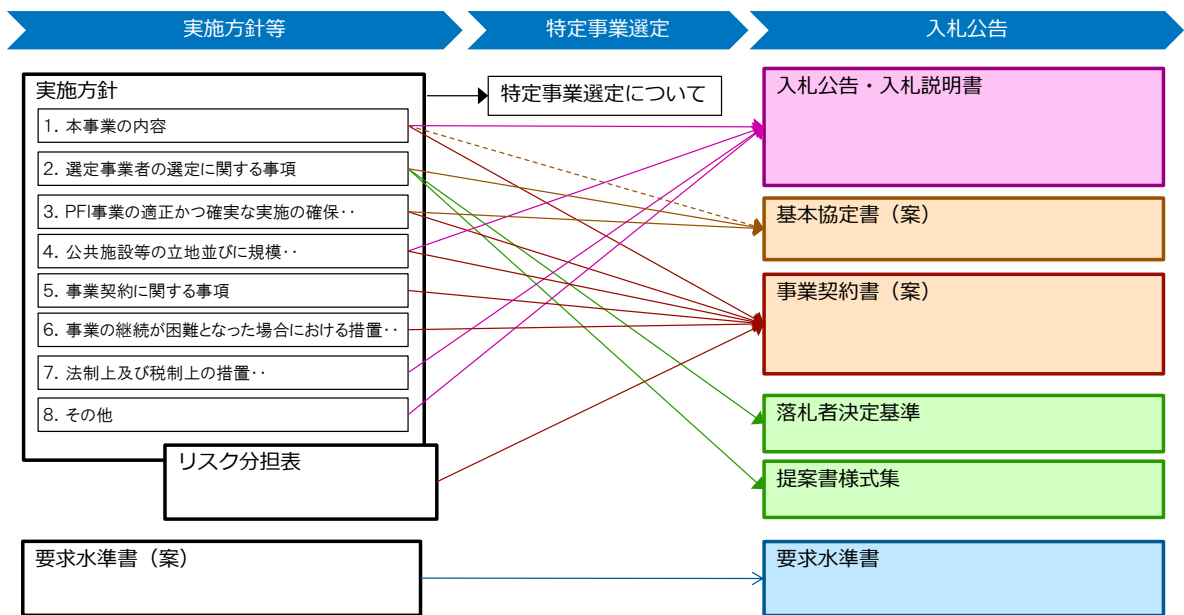 実施方針等
特定事業選定
入札公告
実施方針
1. 本事業の内容
2. 選定事業者の選定に関する事項
3. PFI事業の適正かつ確実な実施の確保‥
4. 公共施設等の立地並びに規模‥
5. 事業契約に関する事項
6. 事業の継続が困難となった場合における措置‥
7. 法制上及び税制上の措置‥
8. その他
リスク分担表
要求水準書（案）
特定事業選定について
入札公告・入札説明書
基本協定書（案）
事業契約書（案）
落札者決定基準
提案書様式集
要求水準書